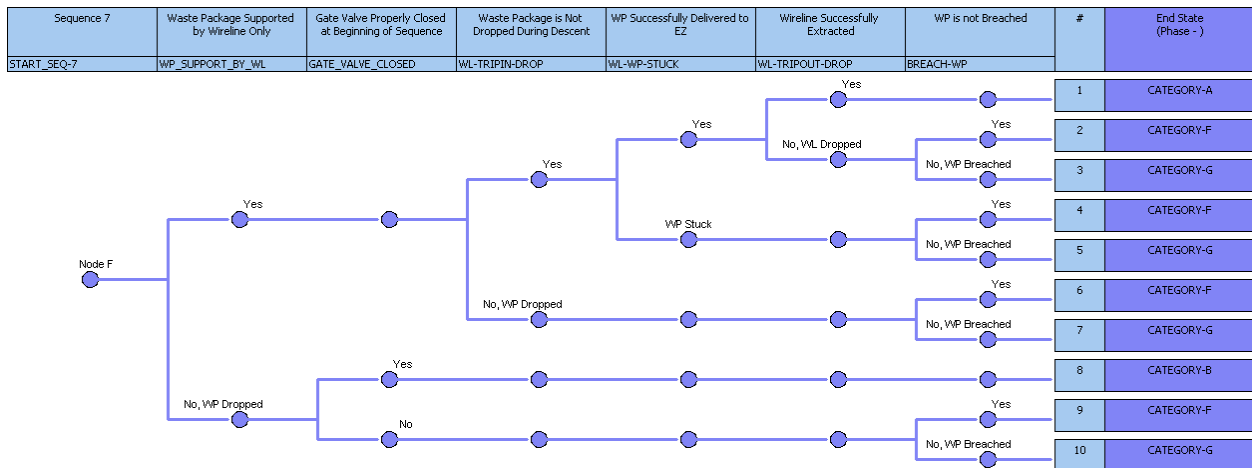 Sequence 7
Waste Package Supported
by Wireline Only
Gate Valve Properly Closed
at Beginning of Sequence
Waste Package is Not
Dropped During Descent
WP Successfully Delivered to
EZ
Wireline Successfully
Extracted
WP is not Breached
#
End State
(Phase - )
START_SEQ-7
WP_SUPPORT_BY_WL
GATE_VALVE_CLOSED
WL-TRIPIN-DROP
WL-WP-STUCK
WL-TRIPOUT-DROP
BREACH-WP
Yes
1
CATEGORY-A
Yes
Yes
2
CATEGORY-F
No, WL Dropped
Yes
No, WP Breached
3
CATEGORY-G
Yes
Yes
4
CATEGORY-F
WP Stuck
No, WP Breached
5
CATEGORY-G
Node F
Yes
6
CATEGORY-F
No, WP Dropped
No, WP Breached
7
CATEGORY-G
Yes
8
CATEGORY-B
No, WP Dropped
Yes
9
CATEGORY-F
No
No, WP Breached
10
CATEGORY-G